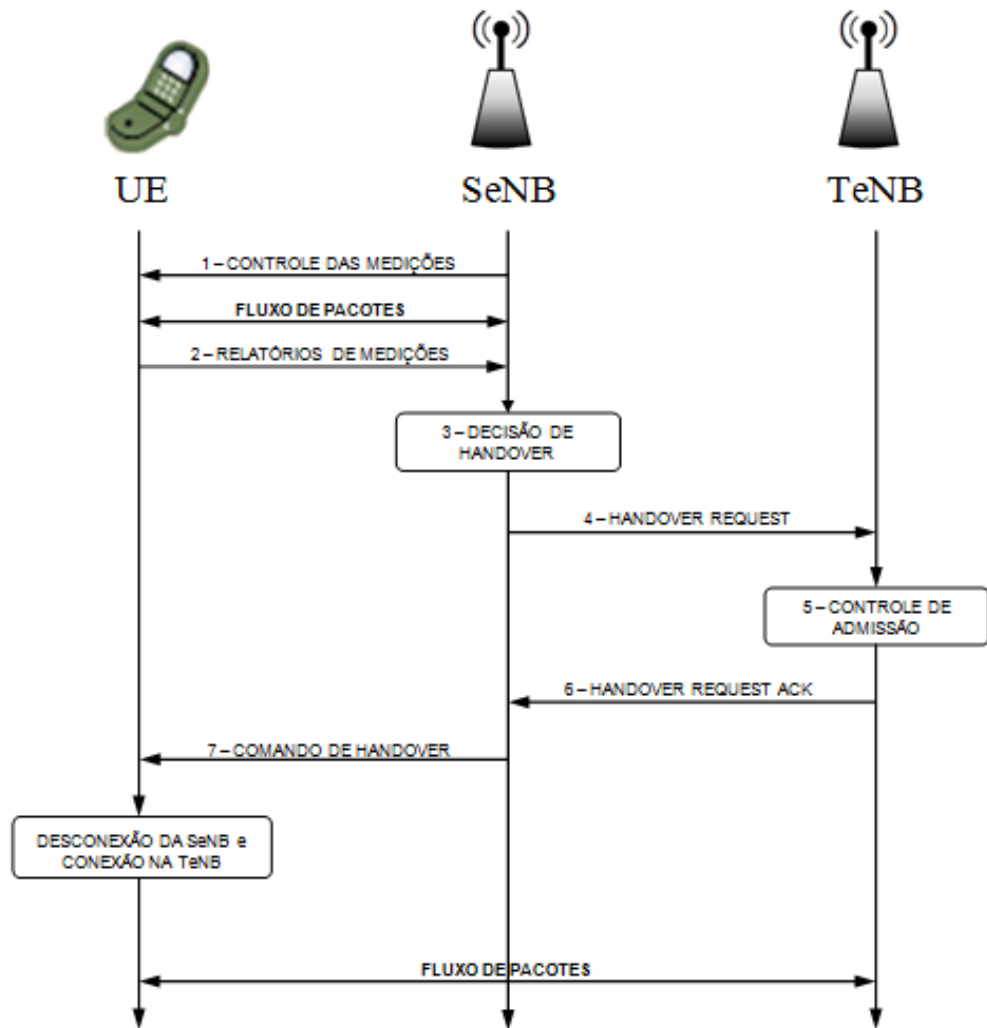 UE
SeNB
TeNB
1 – CONTROLE DAS MEDIÇÕES
FLUXO DE PACOTES
2 – RELATÓRIOS DE MEDIÇÕES
3 – DECISÃO DE
HANDOVER
4 – HANDOVER REQUEST
5 – CONTROLE DE
ADMISSÃO
6 – HANDOVER REQUEST ACK
7 – COMANDO DE HANDOVER
DESCONEXÃO DA SeNB e
CONEXÃO NA TeNB
FLUXO DE PACOTES